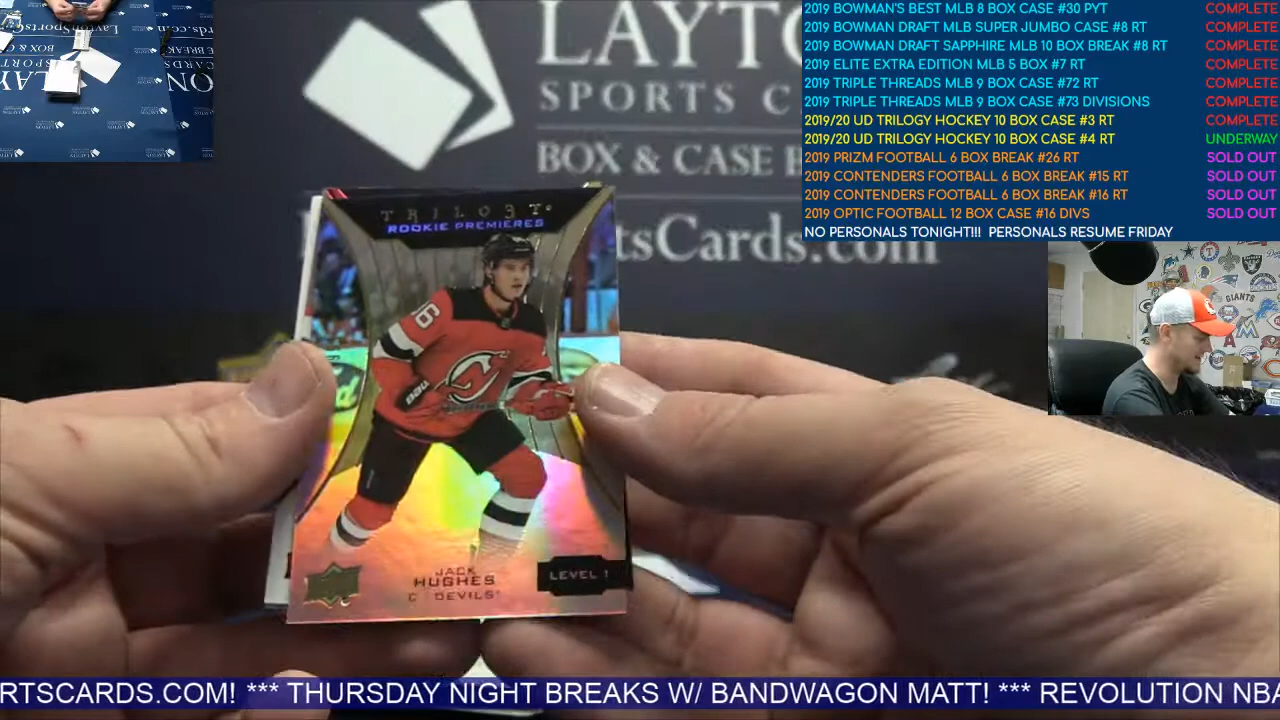 LAYTO
SPORTS C
BOX & CASE
rtsCards.com
2019 BOWMAN'S BEST MLB 8 BOX CASE #30 PYT COMPLETE
2019 BOWMAN DRAFT MLB SUPER JUMBO CASE #8 RT COMPLETE
2019 BOWMAN DRAFT SAPPHIRE MLB 10 BOX BREAK #8 RT COMPLETE
2019 ELITE EXTRA EDITION MLB 5 BOX #7 RT COMPLETE
2019 TRIPLE THREADS MLB 9 BOX CASE #72 RT COMPLETE
2019 TRIPLE THREADS MLB 9 BOX CASE #73 DIVISIONS COMPLETE
2019/20 UD TRILOGY HOCKEY 10 BOX CASE #3 RT COMPLETE
2019/20 UD TRILOGY HOCKEY 10 BOX CASE #4 RT UNDERWAY
2019 PRIZM FOOTBALL 6 BOX BREAK #26 RT SOLD OUT
2019 CONTENDERS FOOTBALL 6 BOX BREAK #15 RT SOLD OUT
2019 CONTENDERS FOOTBALL 6 BOX BREAK #16 RT SOLD OUT
2019 OPTIC FOOTBALL 12 BOX CASE #16 DIVS SOLD OUT
NO PERSONALS TONIGHT!!! PERSONALS RESUME FRIDAY
TRILOGY
ROOKIE PREMIERES
86
JACK
HUGHES
C DEVILS
LEVEL 1
GIANTS
RTSCARDS.COM! *** THURSDAY NIGHT BREAKS W/ BANDWAGON MATT! *** REVOLUTION NBA